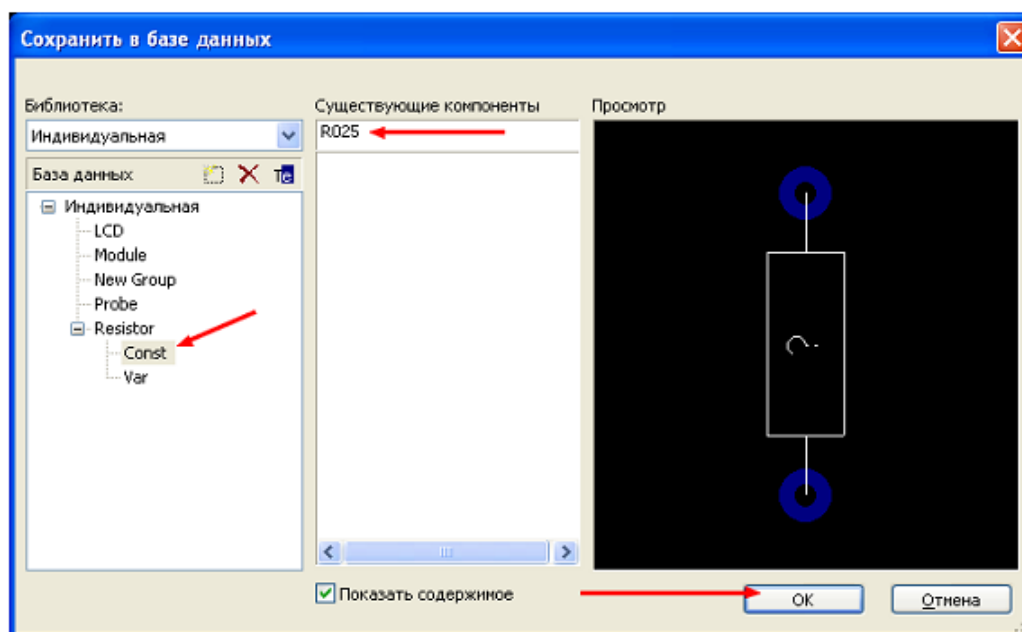 Сохранить в базе данных
Библиотека:
Индивидуальная
База данных
Индивидуальная
LCD
Module
New Group
Probe
Resistor
Const
Var
Существующие компоненты
R025
Показать содержимое
Просмотр
OK
Отмена